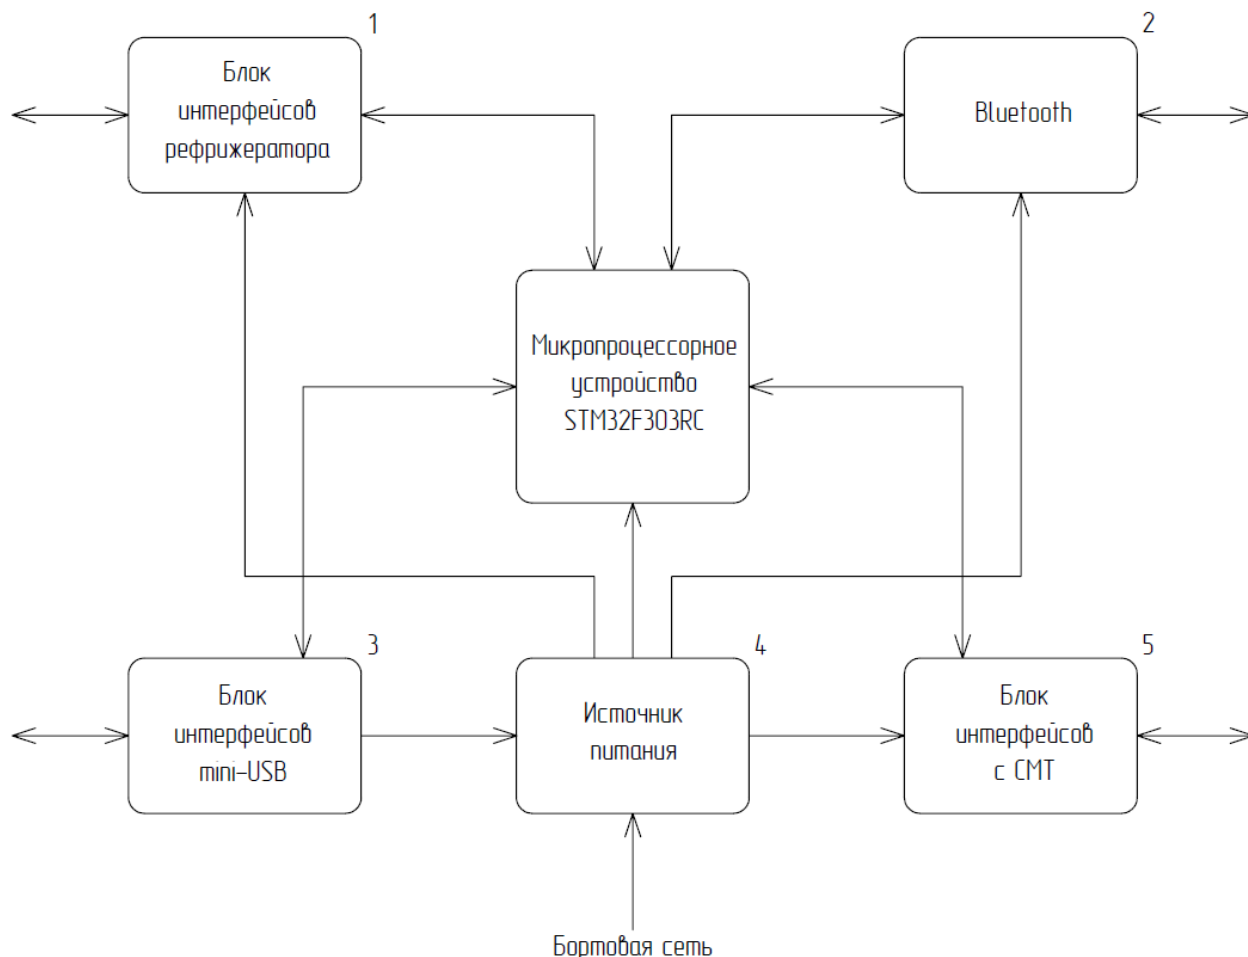 1
Блок
интерфейсов
рефрижератора
2
Bluetooth
Микропроцессорное
устройство
STM32F303RC
3
Блок
интерфейсов
mini-USB
4
Источник
питания
5
Блок
интерфейсов
с СМТ
Бортовая сеть